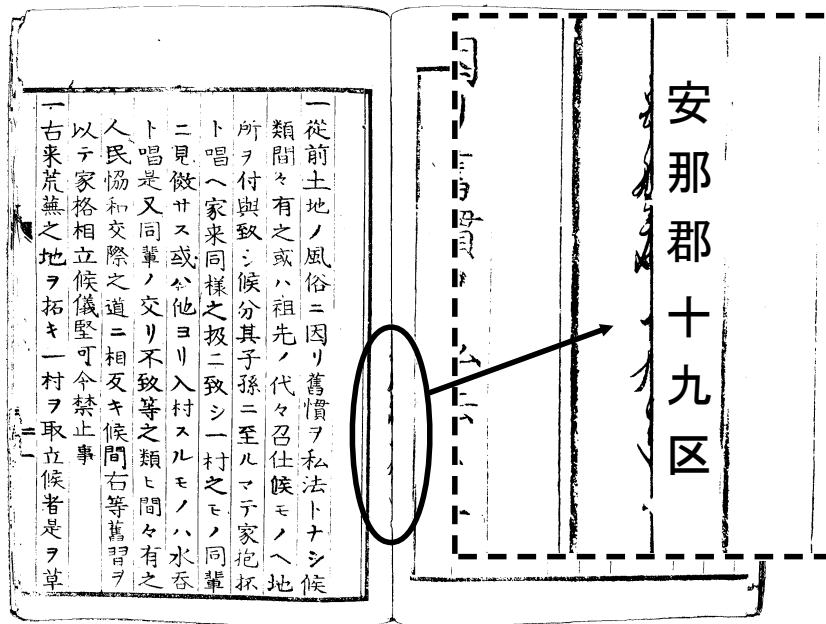 安那郡十九区
一從前土地ノ風俗ニ因リ舊慣ヲ私法トナシ候
類間々有之或ハ祖先ノ代々召仕候モノヘ地
所ヲ付與致シ候分其子孫ニ至ルマテ家抱抔
ト唱ヘ家来同様之扱ニ致シ一村之モノ同輩
ニ見做サス或ハ他ヨリ入村スルモノハ水呑
ト唱是又同輩ノ交リ不致等之類ヒ間々有之
人民恊和交際之道ニ相反キ候間右等舊習ヲ
以テ家格相立候儀堅可令禁止事
一古来荒蕪之地ヲ拓キ一村ヲ取立候者是ヲ草